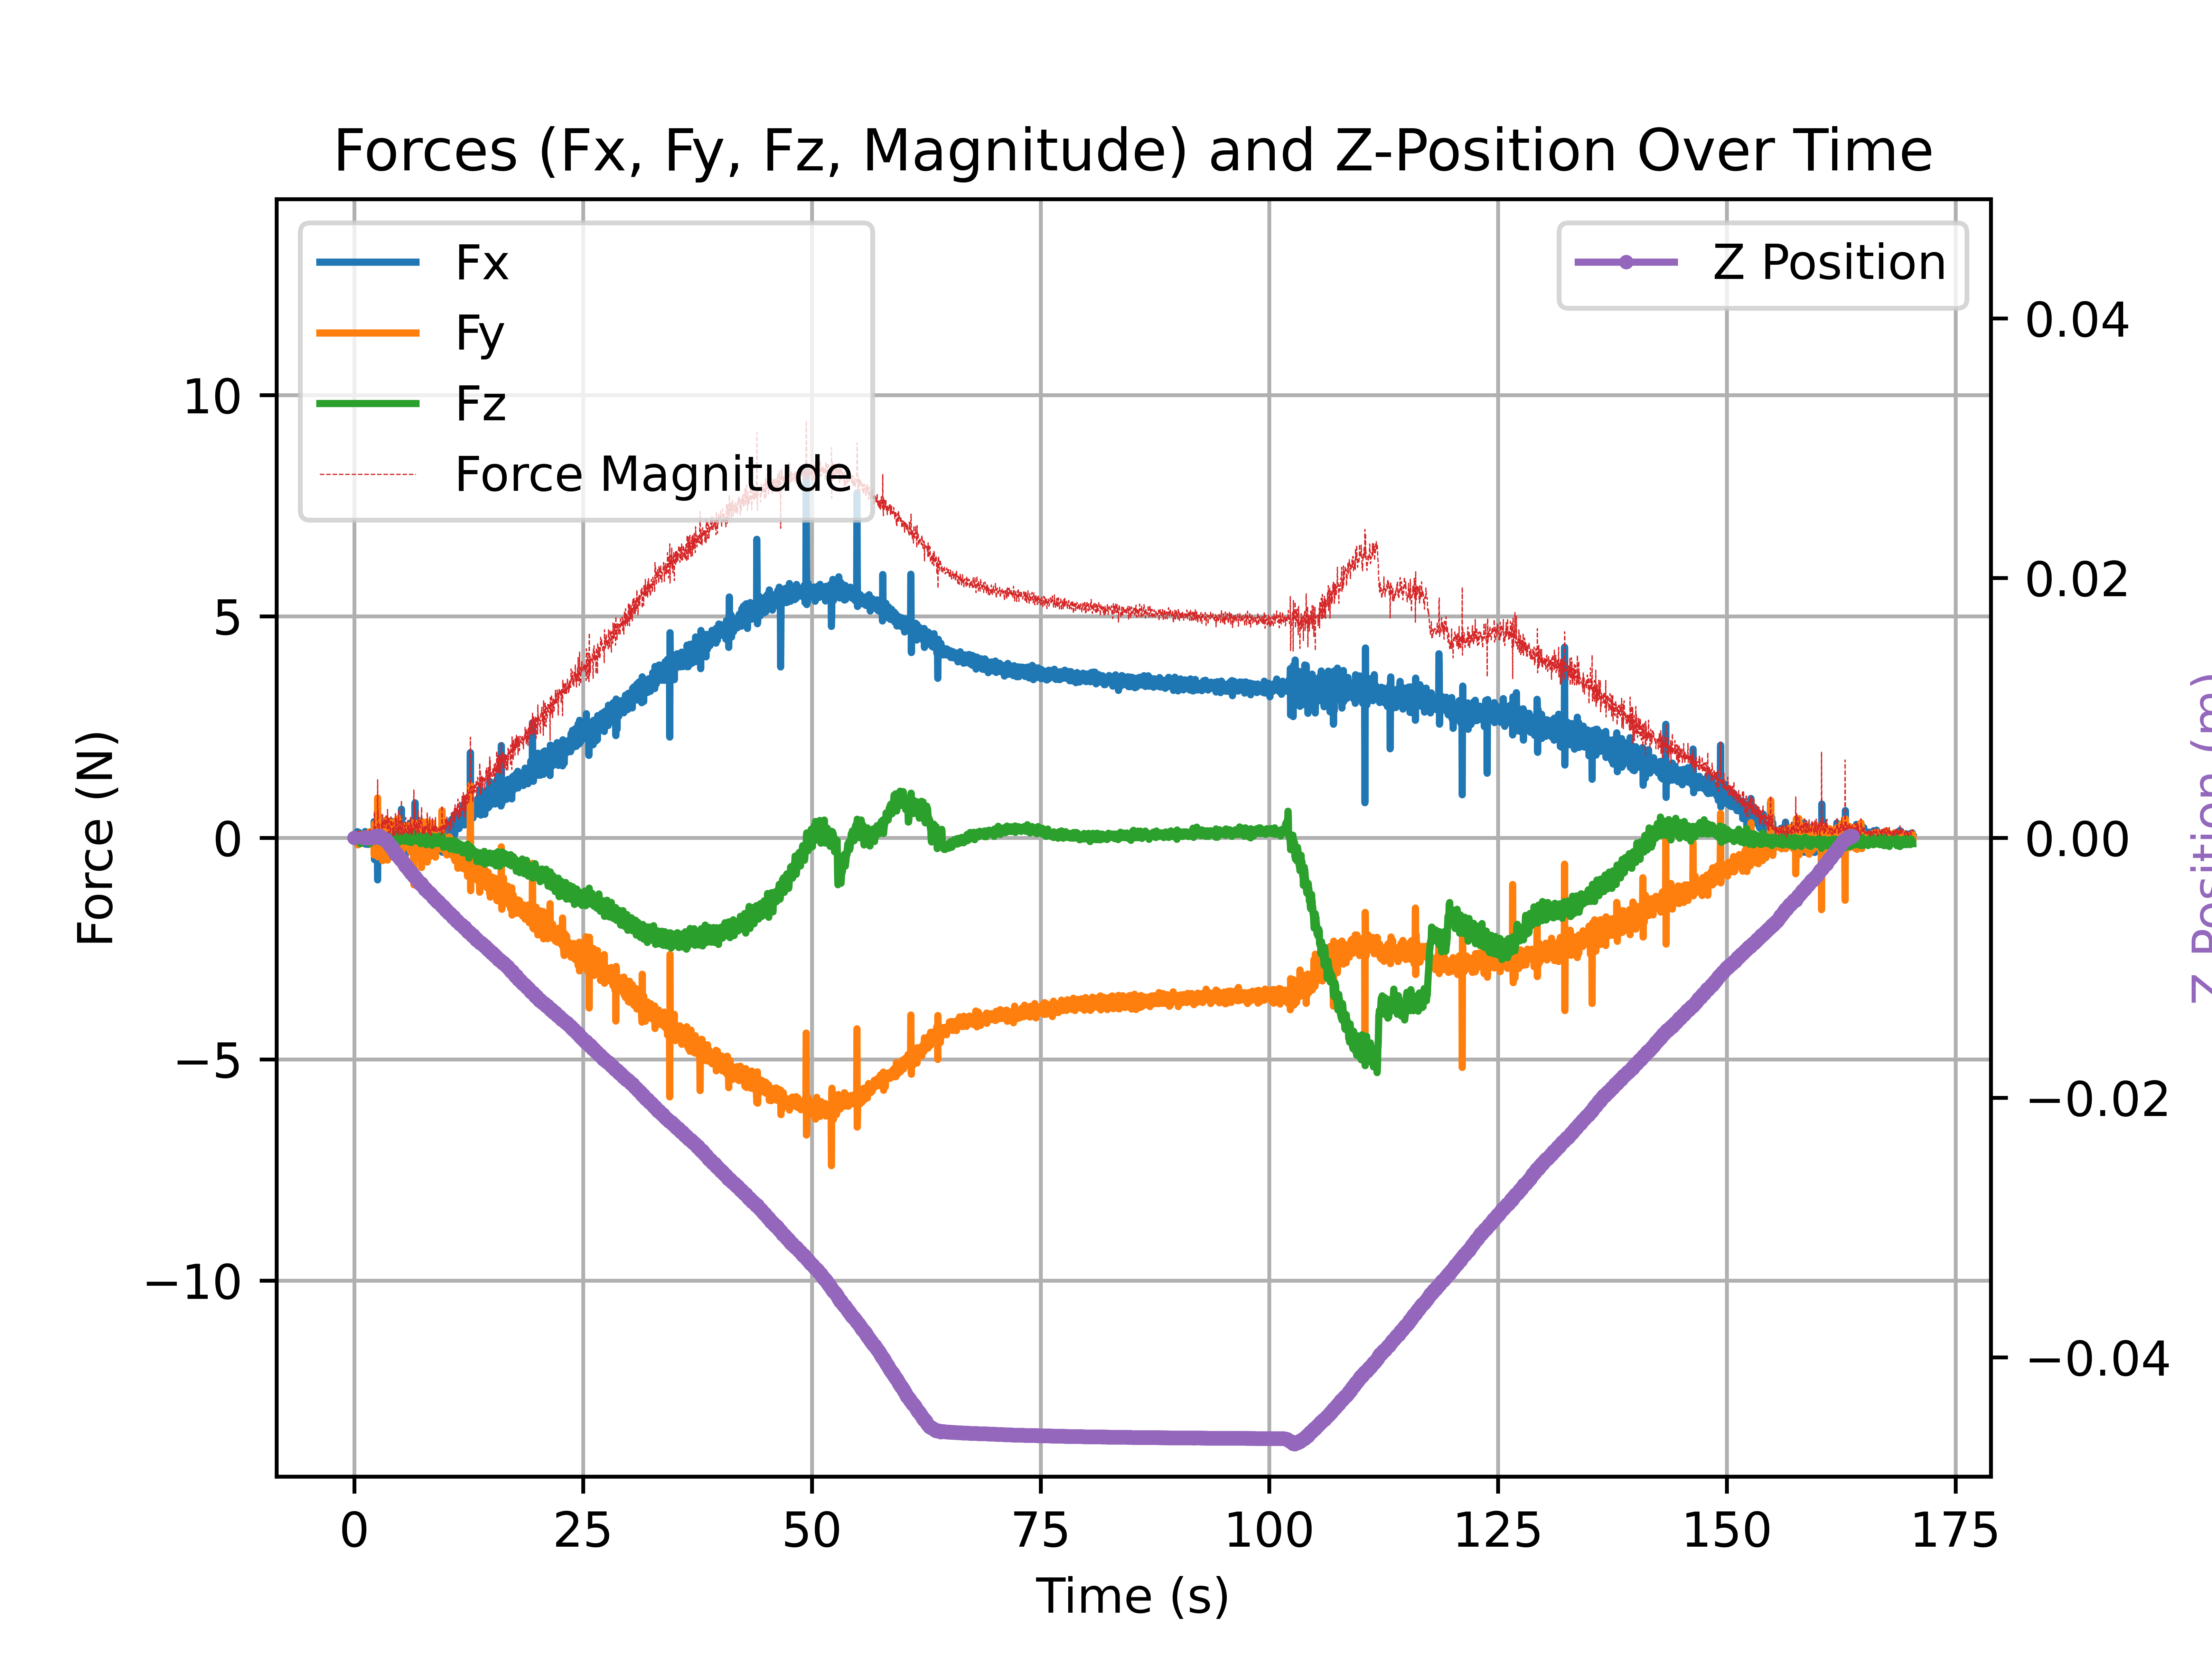 Forces (Fx, Fy, Fz, Magnitude) and Z-Position Over Time
Fx
Fy
Fz
Force Magnitude
Z Position
10
5
0
−5
−10
Force (N)
0.04
0.02
0.00
−0.02
−0.04
Z Position (m)
0
25
50
75
100
125
150
175
Time (s)